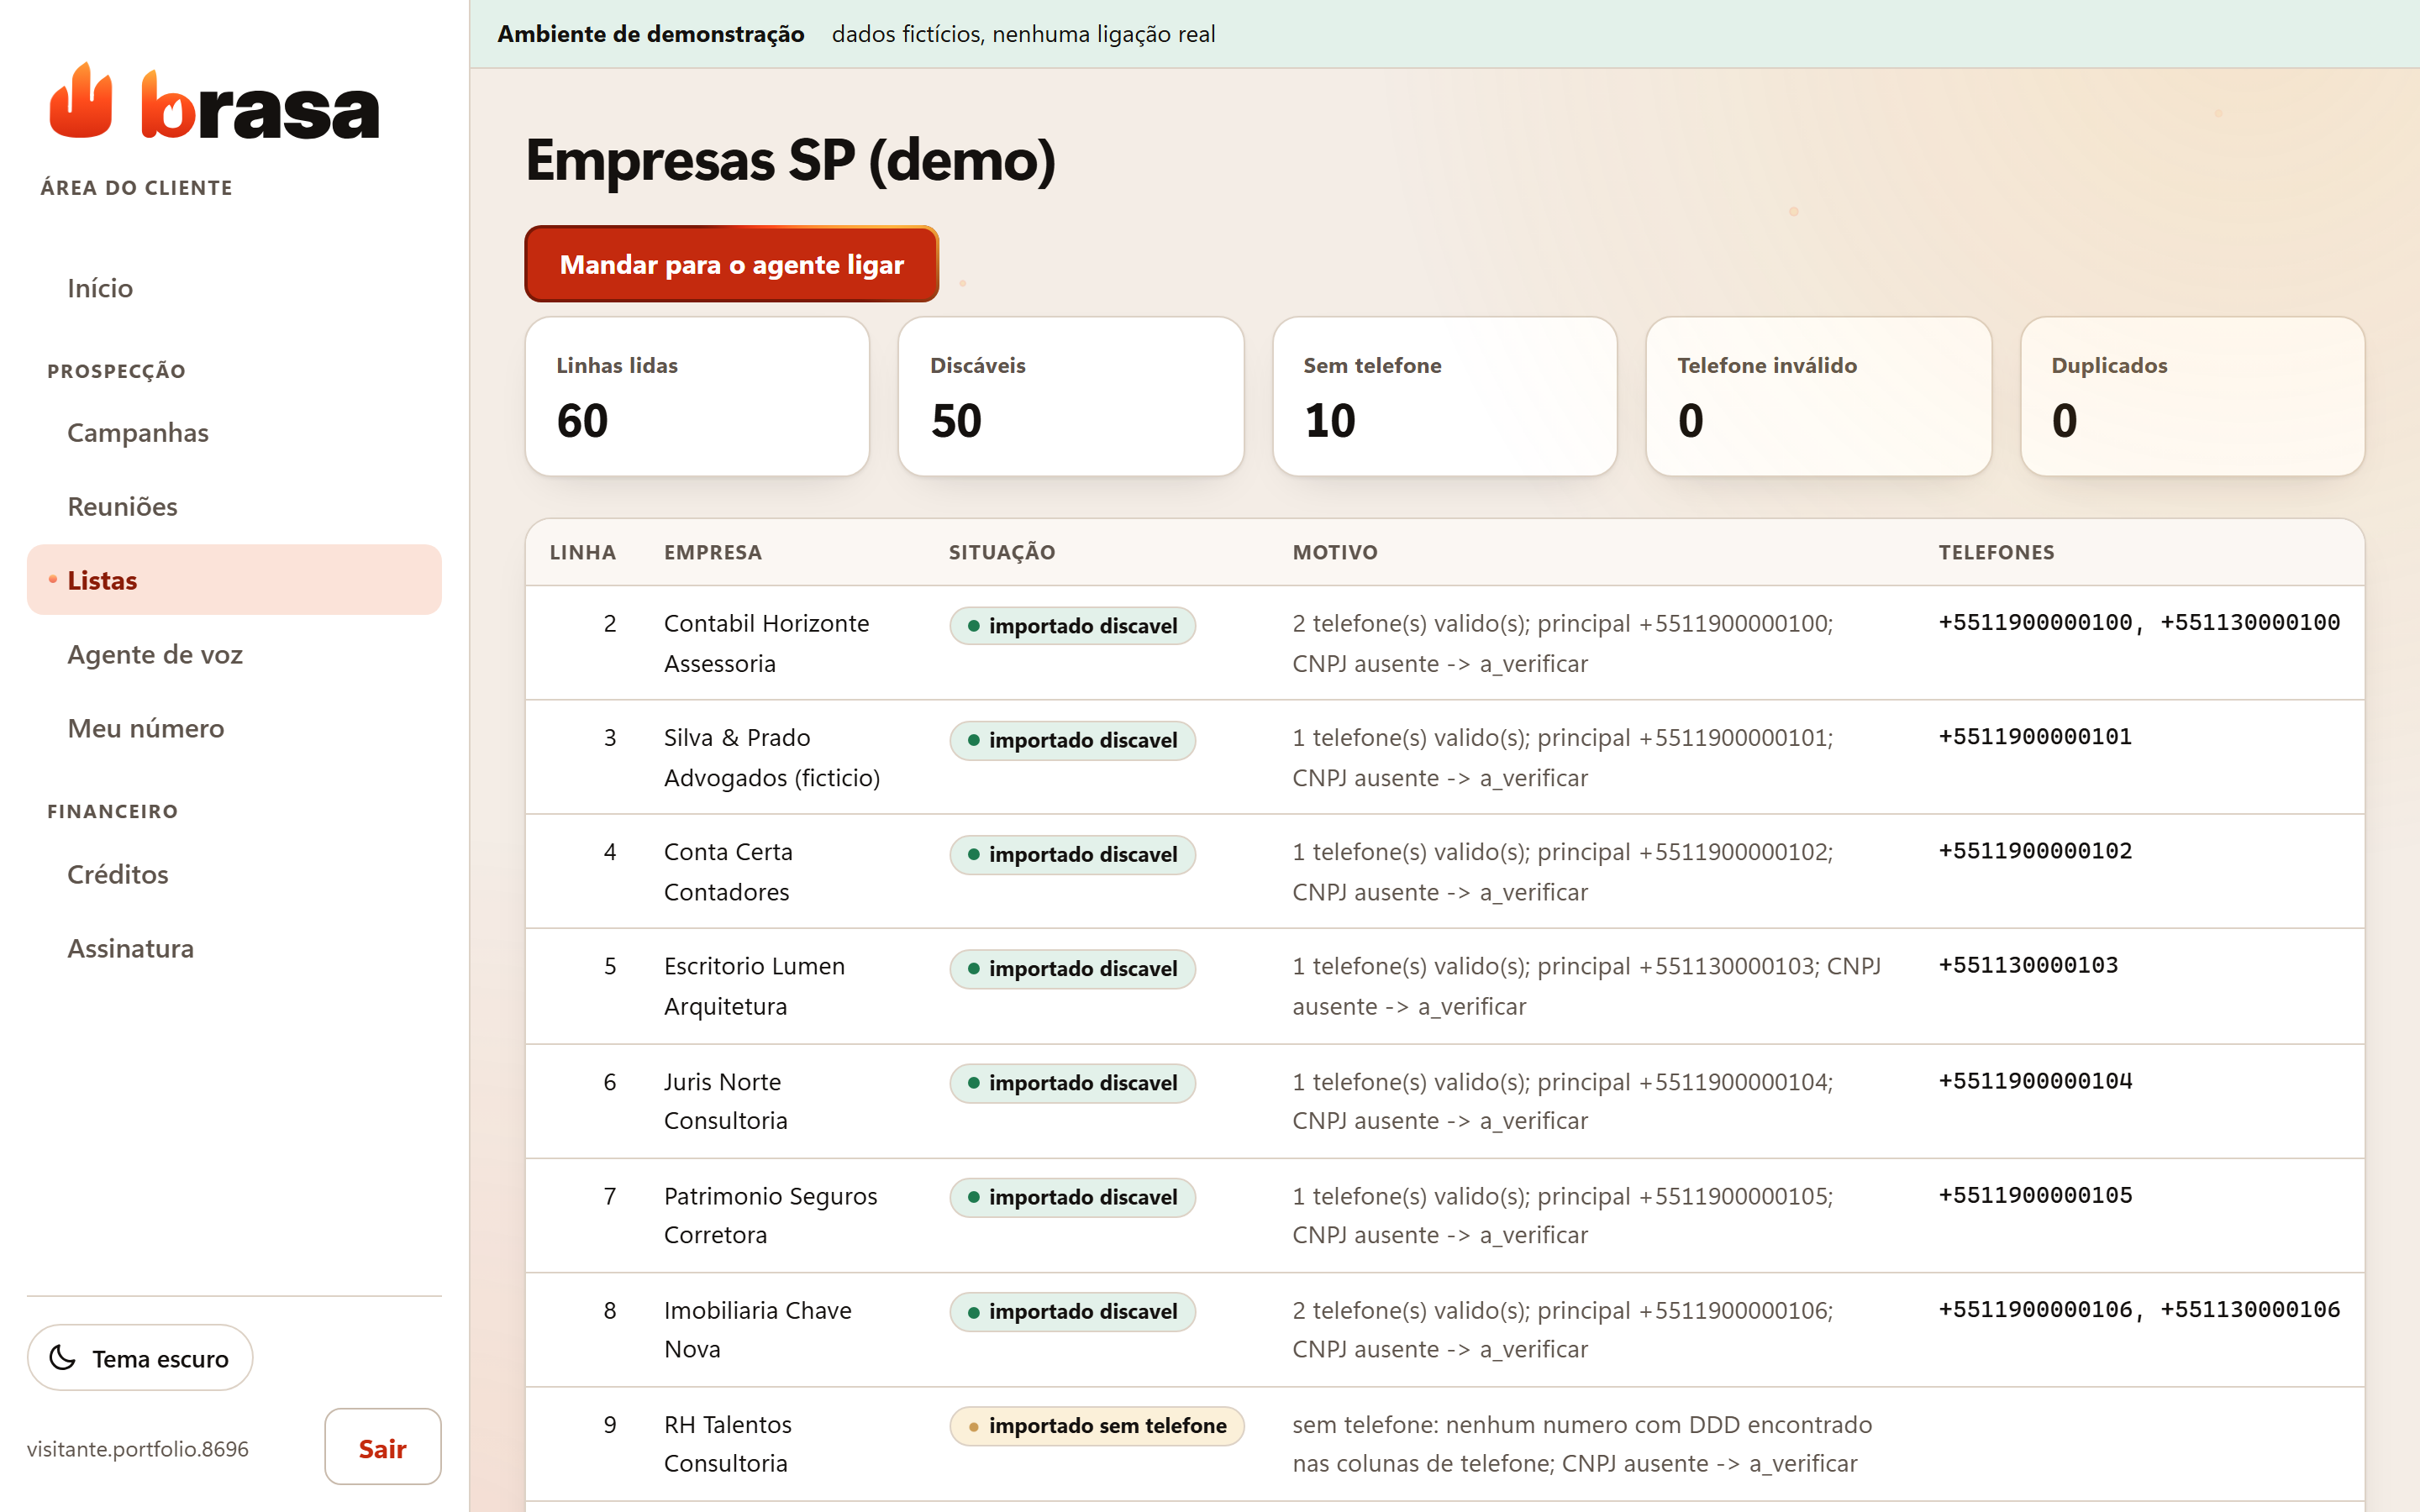 Ambiente de demonstração dados fictícios, nenhuma ligação real
brasa
ÁREA DO CLIENTE
Início
PROSPECÇÃO
Campanhas
Reuniões
Listas
Agente de voz
Meu número
FINANCEIRO
Créditos
Assinatura
Tema escuro
visitante.portfolio.8696
Sair
Empresas SP (demo)
Mandar para o agente ligar
Linhas lidas
60
Discáveis
50
Sem telefone
10
Telefone inválido
0
Duplicados
0
LINHA EMPRESA SITUAÇÃO MOTIVO TELEFONES
2 Contabil Horizonte importado discavel 2 telefone(s) valido(s); principal +5511900000100; +5511900000100, +551130000100
Assessoria CNPJ ausente -> a_verificar
3 Silva & Prado importado discavel 1 telefone(s) valido(s); principal +5511900000101; +5511900000101
Advogados (ficticio) CNPJ ausente -> a_verificar
4 Conta Certa importado discavel 1 telefone(s) valido(s); principal +5511900000102; +5511900000102
Contadores CNPJ ausente -> a_verificar
5 Escritorio Lumen importado discavel 1 telefone(s) valido(s); principal +551130000103; CNPJ +551130000103
Arquitetura ausente -> a_verificar
6 Juris Norte importado discavel 1 telefone(s) valido(s); principal +5511900000104; +5511900000104
Consultoria CNPJ ausente -> a_verificar
7 Patrimonio Seguros importado discavel 1 telefone(s) valido(s); principal +5511900000105; +5511900000105
Corretora CNPJ ausente -> a_verificar
8 Imobiliaria Chave importado discavel 2 telefone(s) valido(s); principal +5511900000106; +5511900000106, +551130000106
Nova CNPJ ausente -> a_verificar
9 RH Talentos importado sem telefone sem telefone: nenhum numero com DDD encontrado
Consultoria nas colunas de telefone; CNPJ ausente -> a_verificar